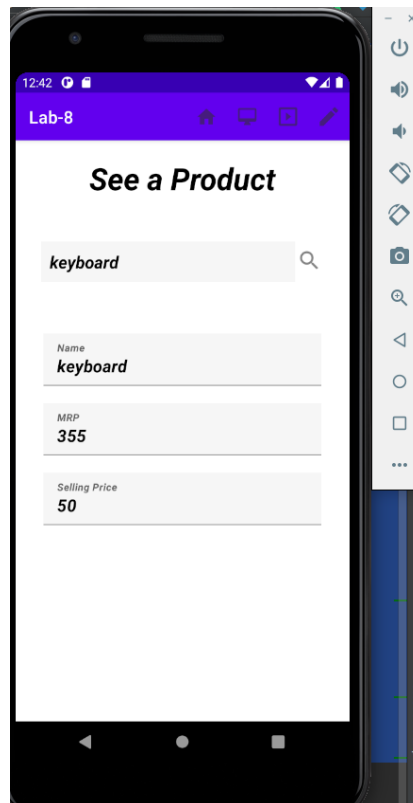 12:42
Lab-8
See a Product
keyboard
Name
keyboard
MRP
355
Selling Price
50